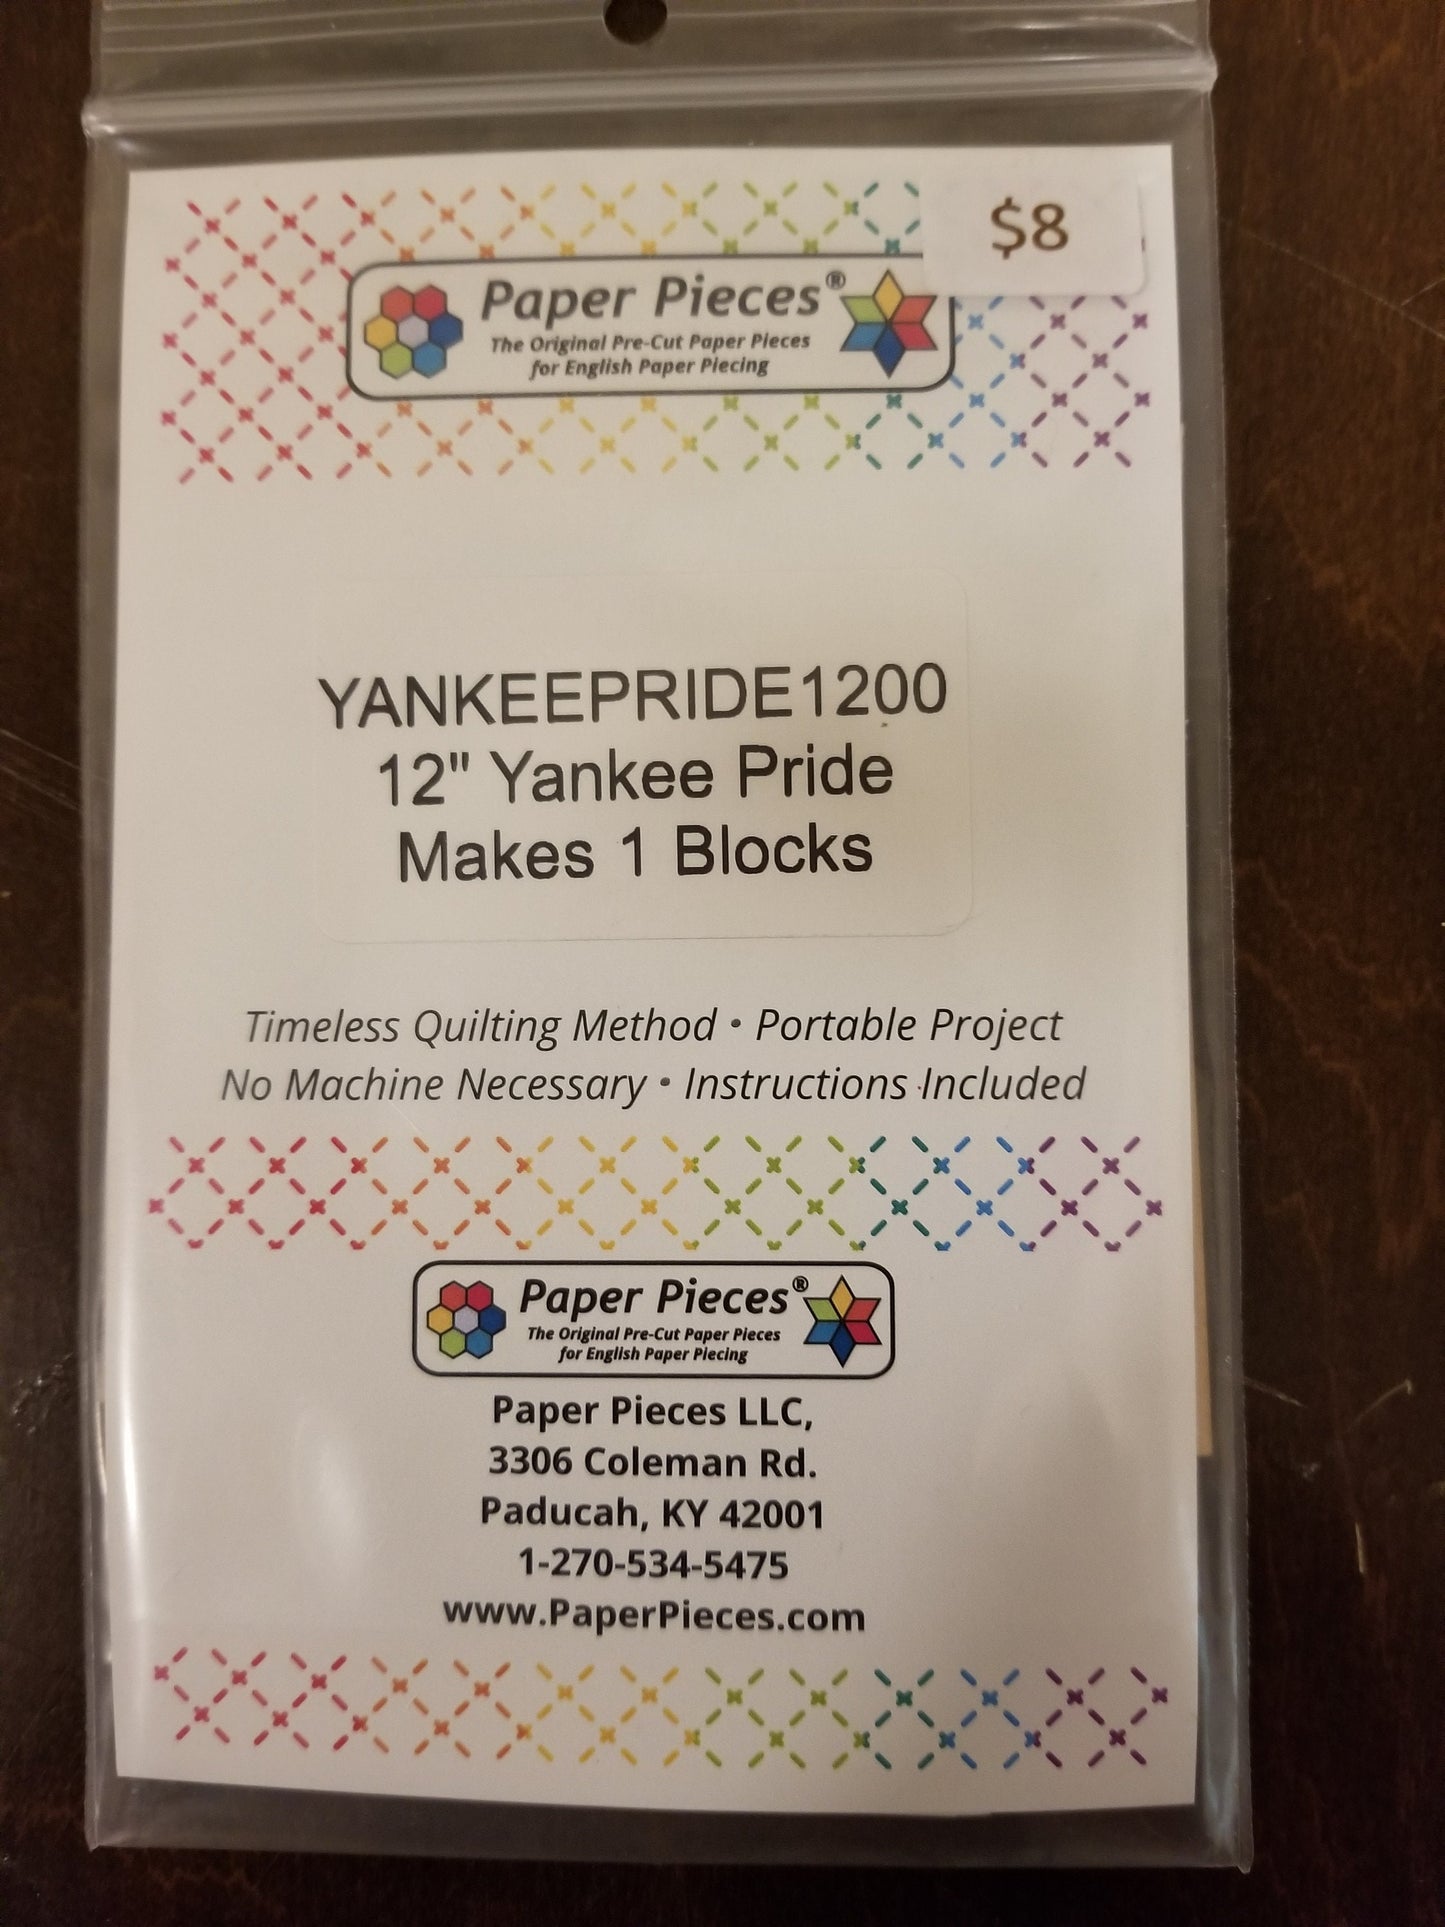 $8
Paper Pieces®
The Original Pre-Cut Paper Pieces
for English Paper Piecing
YANKEEPRIDE1200
12" Yankee Pride
Makes 1 Blocks
Timeless Quilting Method • Portable Project
No Machine Necessary • Instructions Included
Paper Pieces®
The Original Pre-Cut Paper Pieces
for English Paper Piecing
Paper Pieces LLC,
3306 Coleman Rd.
Paducah, KY 42001
1-270-534-5475
www.PaperPieces.com